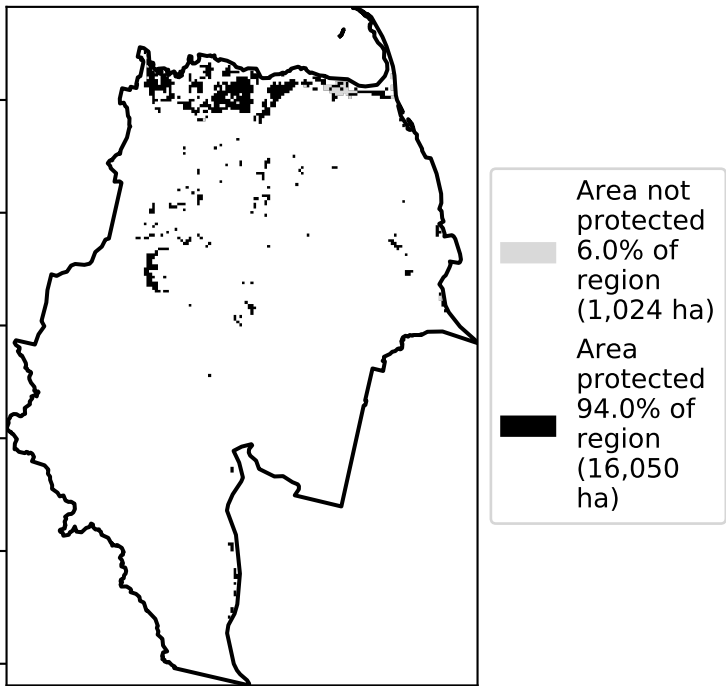 Area not
protected
6.0% of
region
(1,024 ha)
Area
protected
94.0% of
region
(16,050
ha)